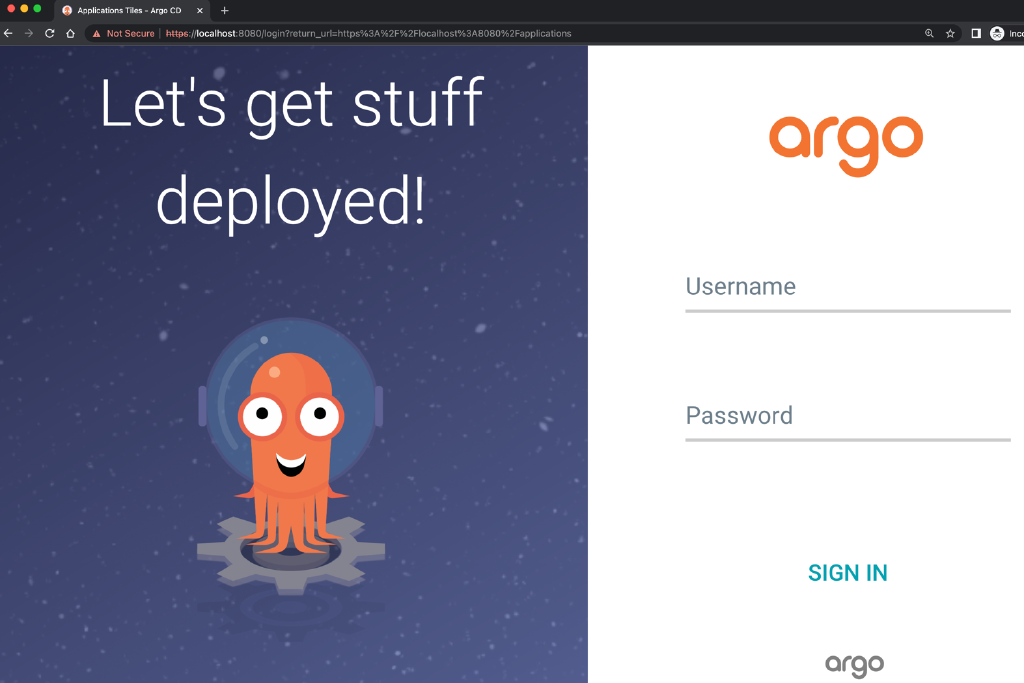 Applications Tiles - Argo CD
Not Secure | https://localhost:8080/login?return_url=https%3A%2F%2Flocalhost%3A8080%2Fapplications
Inco
Let's get stuff
deployed!
argo
Username
Password
SIGN IN
argo